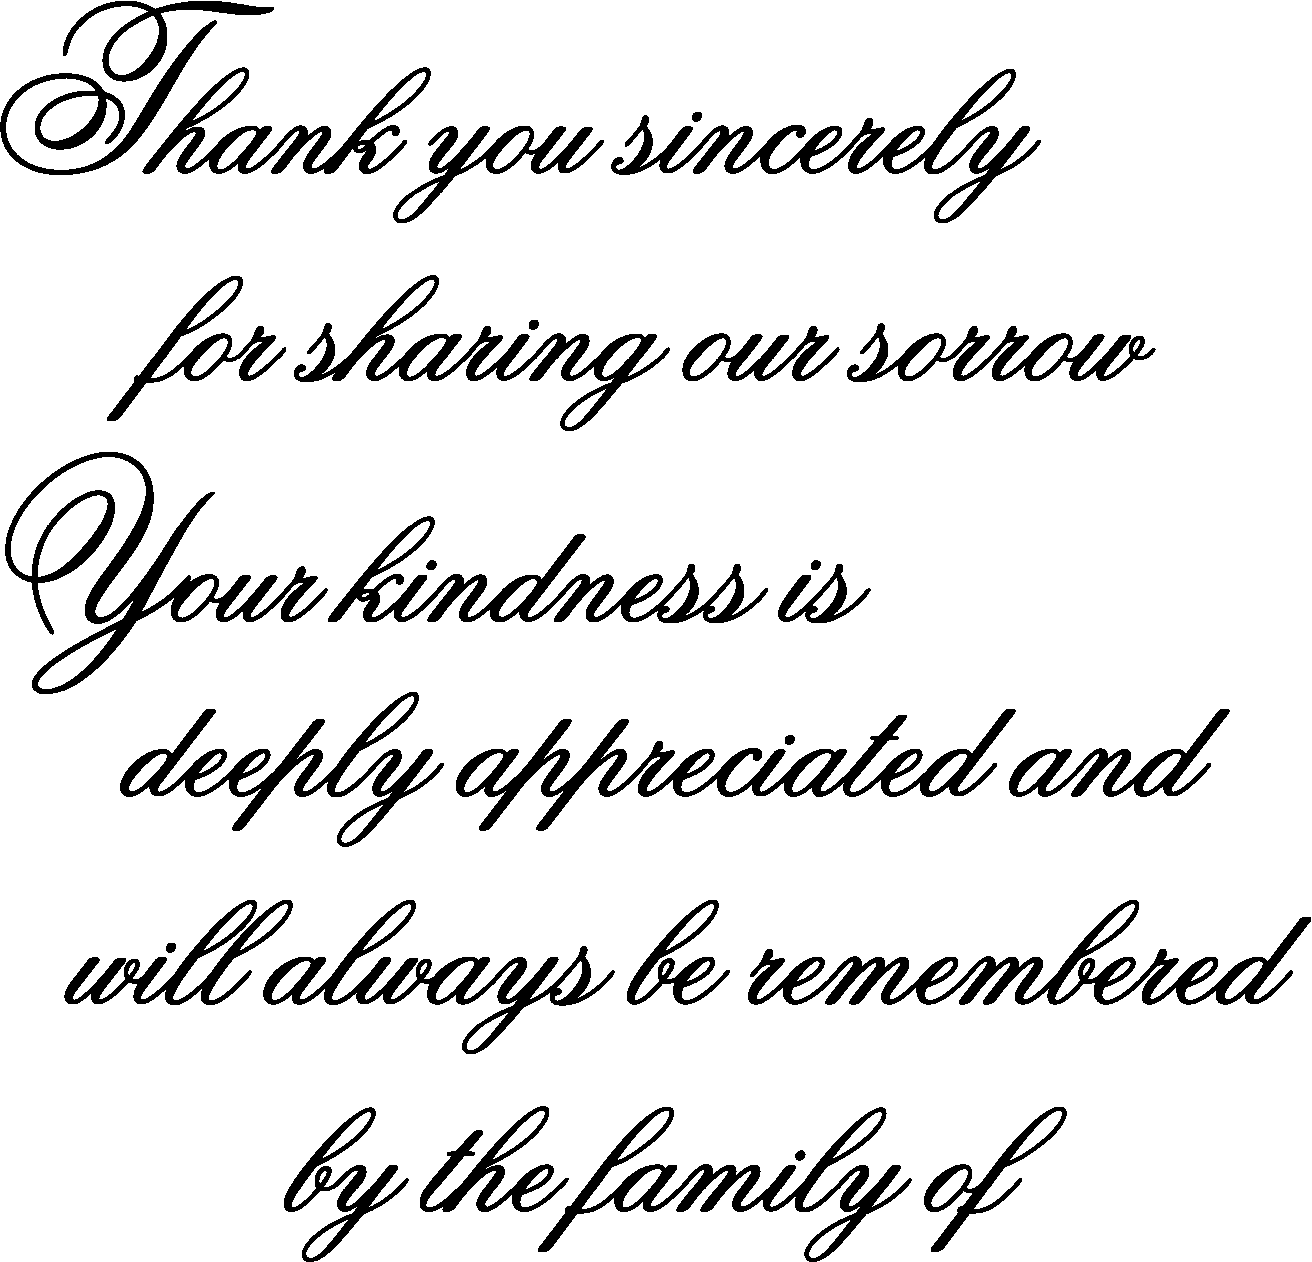 Thank you sincerely
for sharing our sorrow
Your kindness is
deeply appreciated and
will always be remembered
by the family of